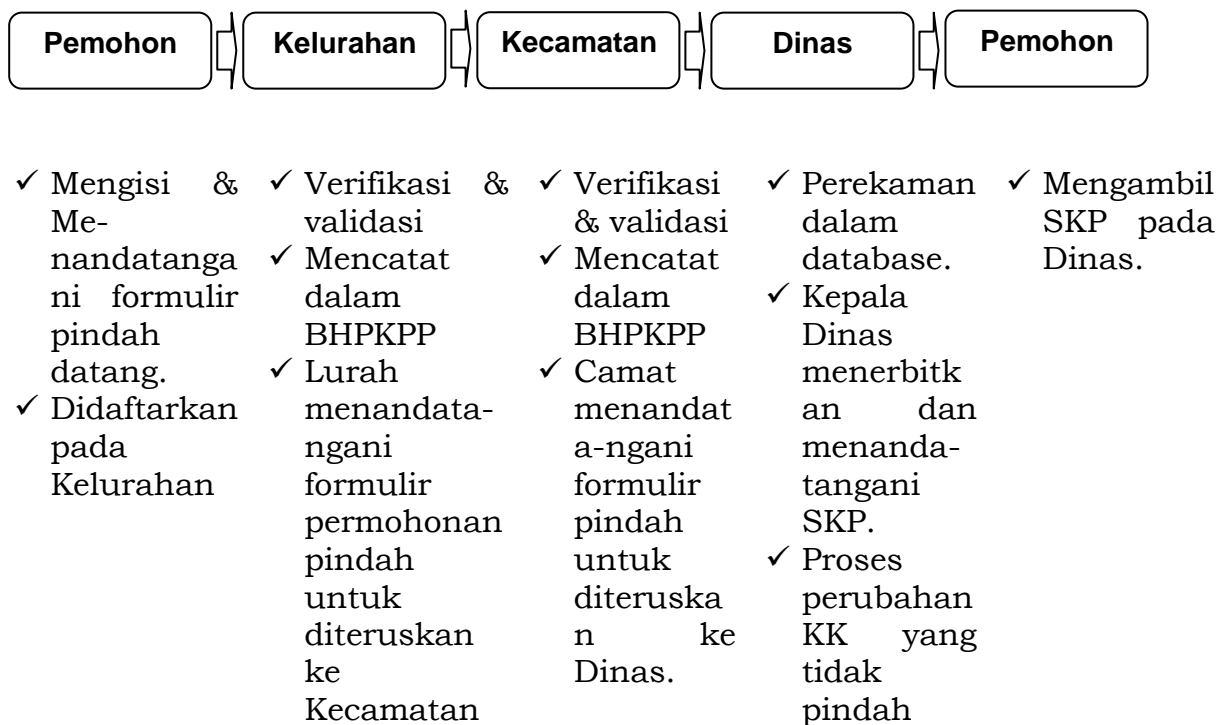 Pemohon
Kelurahan
Kecamatan
Dinas
Pemohon
✓ Mengisi &
Me-
nandatanga
ni formulir
pindah
datang.
✓ Didaftarkan
pada
Kelurahan
✓ Verifikasi &
validasi
✓ Mencatat
dalam
BHPKPP
✓ Lurah
menandata-
ngani
formulir
permohonan
pindah
untuk
diteruskan
ke
Kecamatan
✓ Verifikasi
& validasi
✓ Mencatat
dalam
BHPKPP
✓ Camat
menandat
a-ngani
formulir
pindah
untuk
diteruska
n ke
Dinas.
✓ Perekaman
dalam
database.
✓ Kepala
Dinas
menerbitk
an dan
menanda-
tangani
SKP.
✓ Proses
perubahan
KK yang
tidak
pindah
✓ Mengambil
SKP pada
Dinas.